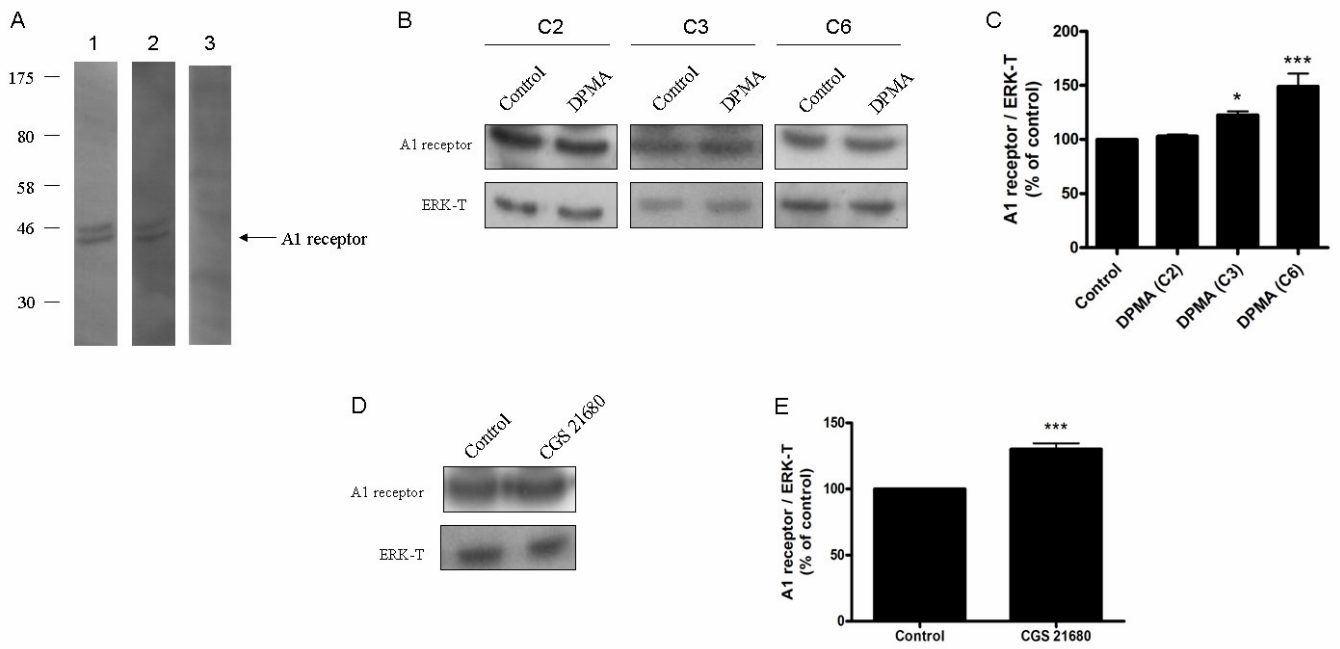 A
1 2 3
175
80
58
46
30
A1 receptor
B
C2 C3 C6
Control DPMA Control DPMA Control DPMA
A1 receptor
ERK-T
C
A1 receptor / ERK-T
(% of control)
200
150
100
50
0
*
***
Control
DPMA (C2)
DPMA (C3)
DPMA (C6)
D
Control CGS 21680
A1 receptor
ERK-T
E
A1 receptor / ERK-T
(% of control)
150
100
50
0
***
Control CGS 21680